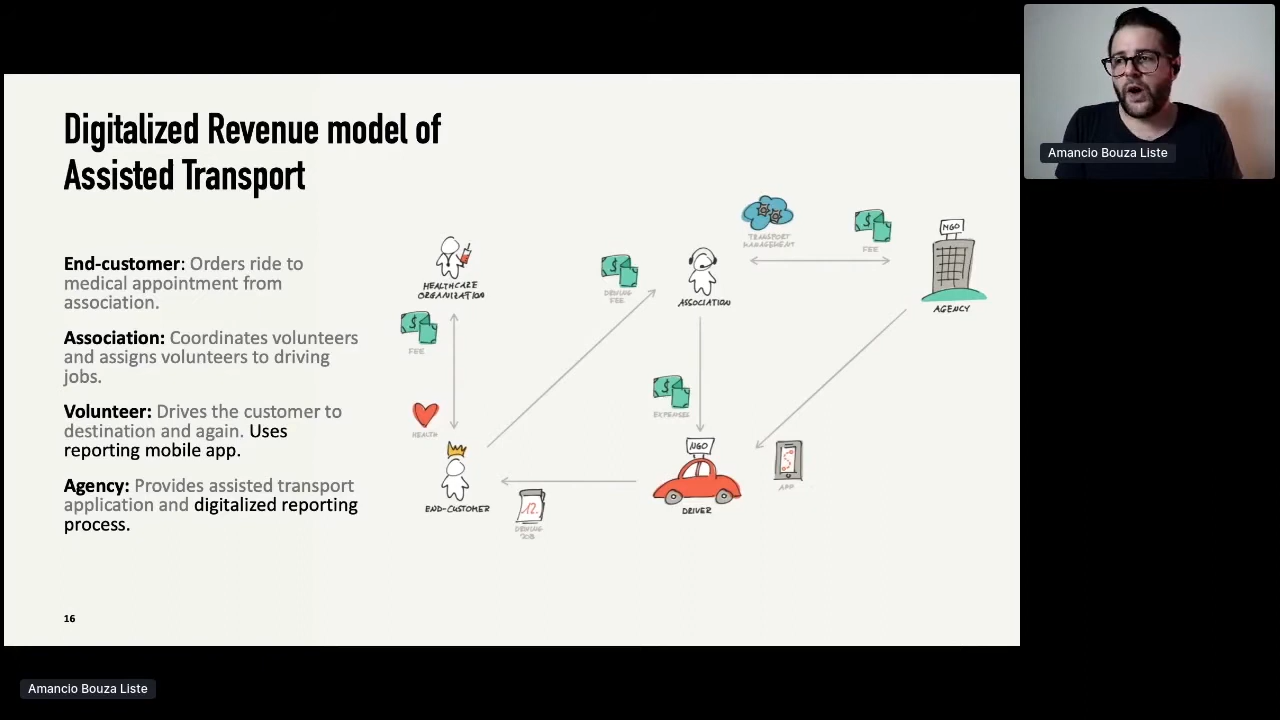 Digitalized Revenue model of
Assisted Transport
End-customer: Orders ride to
medical appointment from
association.
Association: Coordinates volunteers
and assigns volunteers to driving
jobs.
Volunteer: Drives the customer to
destination and again. Uses
reporting mobile app.
Agency: Provides assisted transport
application and digitalized reporting
process.
HEALTHCARE
ORGANIZATION
FEE
HEALTH
END-CUSTOMER
12.
DRIVING
JOB
DRIVING
FEE
ASSOCIATION
TRANSPORT
MANAGEMENT
FEE
NGO
AGENCY
EXPENSES
NGO
DRIVER
APP
16
Amancio Bouza Liste
Amancio Bouza Liste